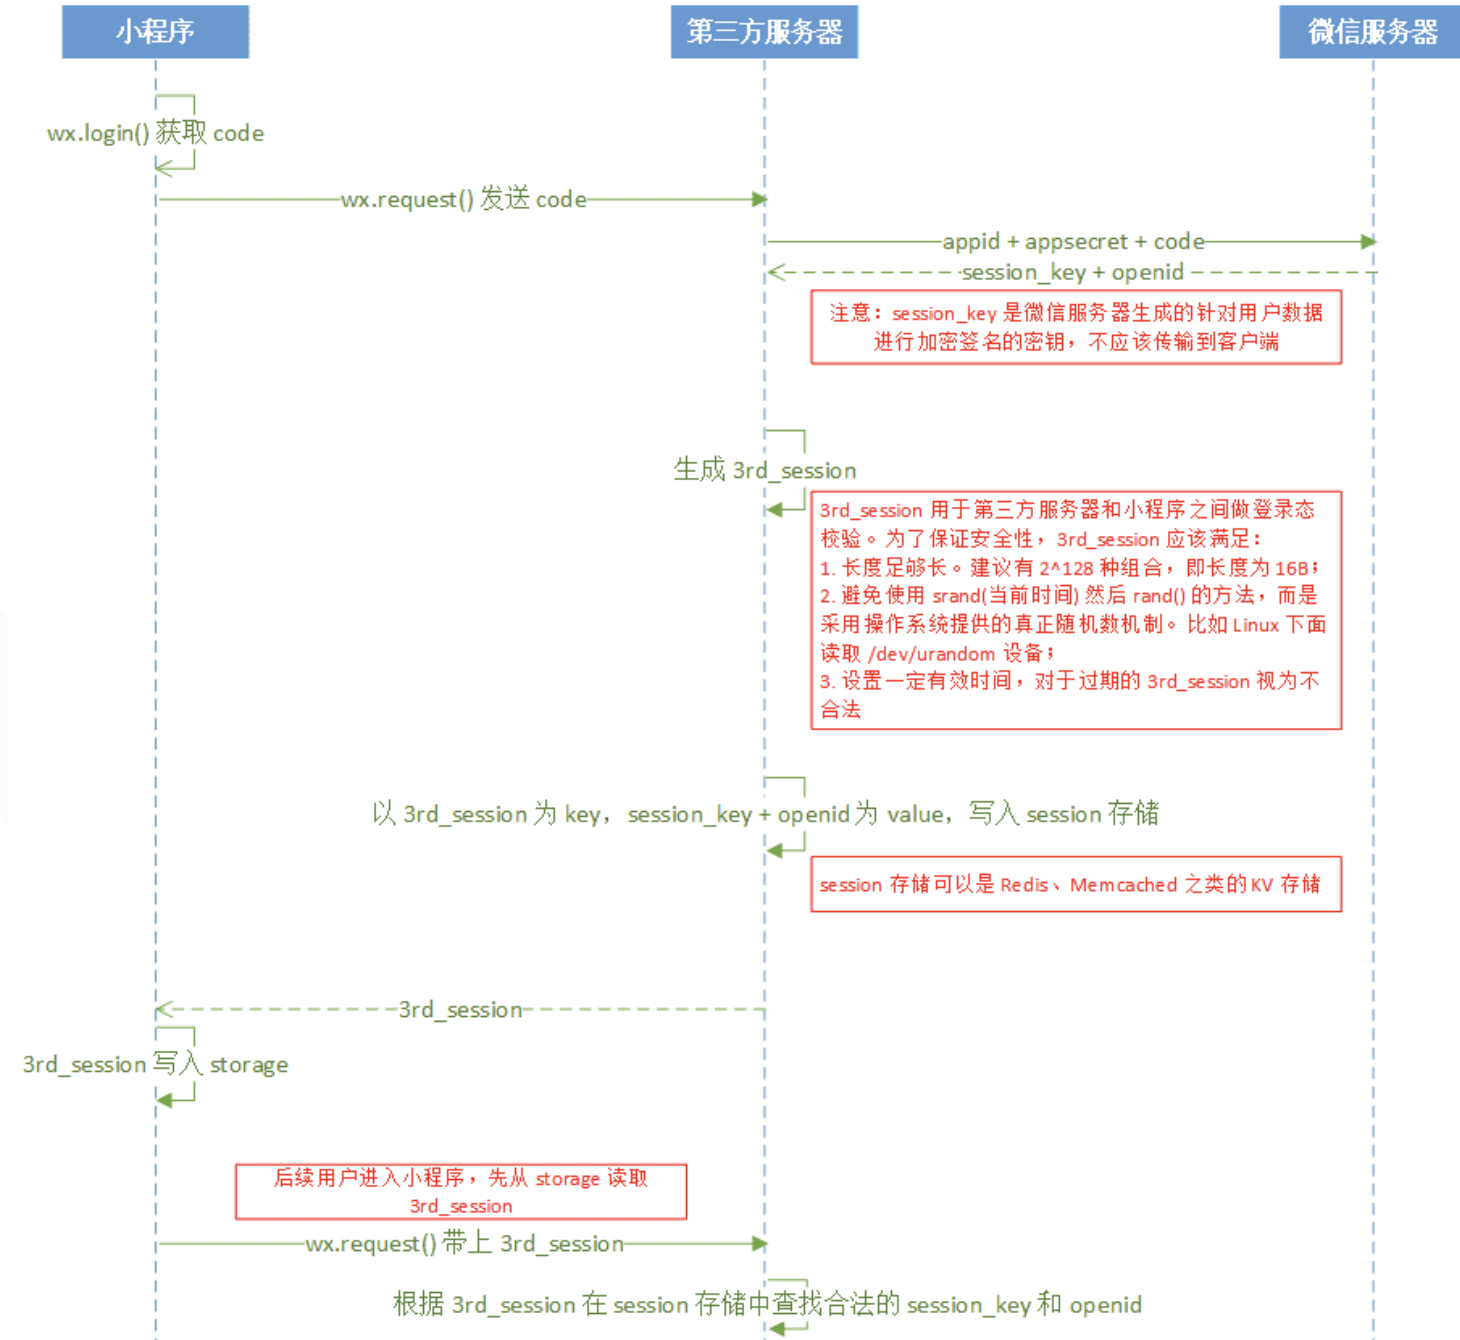 小程序
第三方服务器
微信服务器
wx.login() 获取 code
wx.request() 发送 code
appid + appsecret + code
session_key + openid
注意：session_key 是微信服务器生成的针对用户数据
进行加密签名的密钥，不应该传输到客户端
生成 3rd_session
3rd_session 用于第三方服务器和小程序之间做登录态
校验。为了保证安全性，3rd_session 应该满足：
1. 长度足够长。建议有 2^128 种组合，即长度为 16B；
2. 避免使用 srand(当前时间) 然后 rand() 的方法，而是
采用操作系统提供的真正随机数机制。比如 Linux 下面
读取 /dev/urandom 设备；
3. 设置一定有效时间，对于过期的 3rd_session 视为不
合法
以 3rd_session 为 key，session_key + openid 为 value，写入 session 存储
session 存储可以是 Redis、Memcached 之类的 KV 存储
3rd_session
3rd_session 写入 storage
后续用户进入小程序，先从 storage 读取
3rd_session
wx.request() 带上 3rd_session
根据 3rd_session 在 session 存储中查找合法的 session_key 和 openid